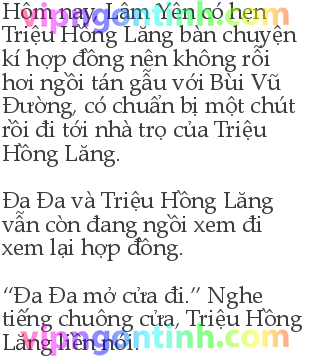 Hôm nay, Lâm Yên có hẹn
Triệu Hồng Lăng bàn chuyện
kí hợp đồng nên không rỗi
hơi ngồi tán gẫu với Bùi Vũ
Đường, có chuẩn bị một chút
rồi đi tới nhà trọ của Triệu
Hồng Lăng.
Đa Đa và Triệu Hồng Lăng
vẫn còn đang ngồi xem đi
xem lại hợp đồng.
“Đa Đa mở cửa đi.” Nghe
tiếng chuông cửa, Triệu Hồng
Lăng liền nói.
vipngontinh.com
vipngontinh.com